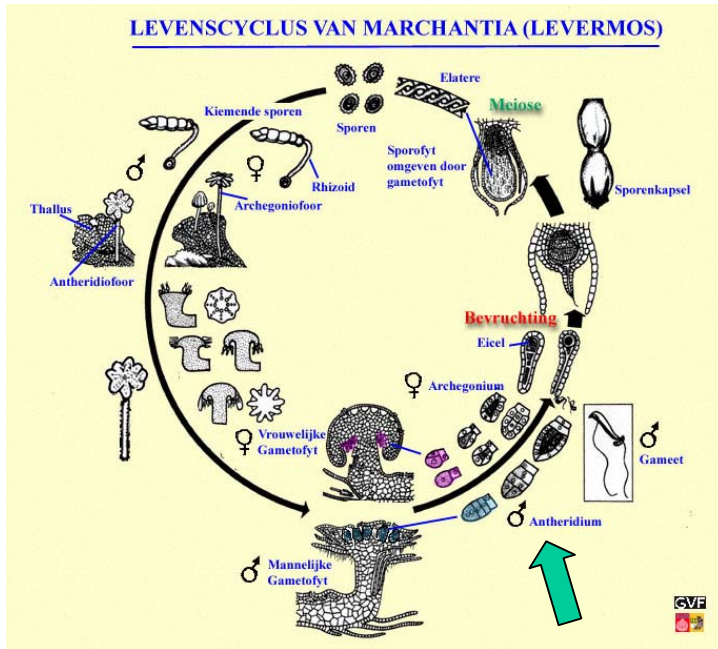 LEVENSCYCLUS VAN MARCHANTIA (LEVERMOS)
Elatere
Meiose
Kiemende sporen
Sporen
Sporofyt
omgeven door
gametofyt
Sporenkapsel
Rhizoid
Archegoniofoor
Thallus
Antheridiofoor
Bevruchting
Eicel
Archegonium
Vrouwelijke
Gametofyt
Gameet
Antheridium
Mannelijke
Gametofyt
GVF